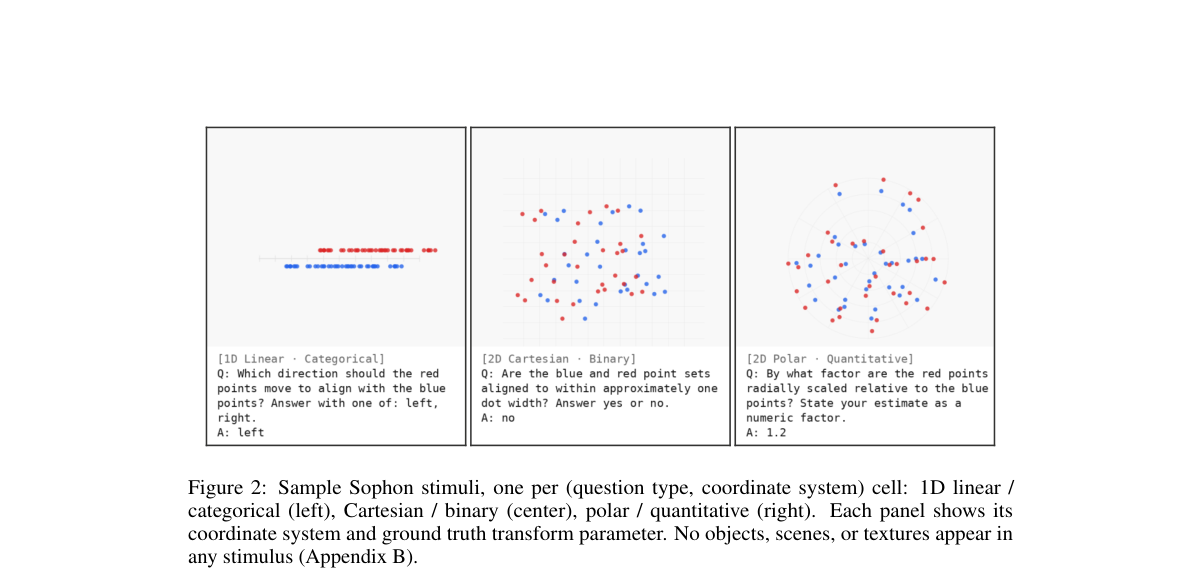 [1D Linear · Categorical]
Q: Which direction should the red
points move to align with the blue
points? Answer with one of: left,
right.
A: left
[2D Cartesian · Binary]
Q: Are the blue and red point sets
aligned to within approximately one
dot width? Answer yes or no.
A: no
[2D Polar · Quantitative]
Q: By what factor are the red points
radially scaled relative to the blue
points? State your estimate as a
numeric factor.
A: 1.2
Figure 2: Sample Sophon stimuli, one per (question type, coordinate system) cell: 1D linear /
categorical (left), Cartesian / binary (center), polar / quantitative (right). Each panel shows its
coordinate system and ground truth transform parameter. No objects, scenes, or textures appear in
any stimulus (Appendix B).